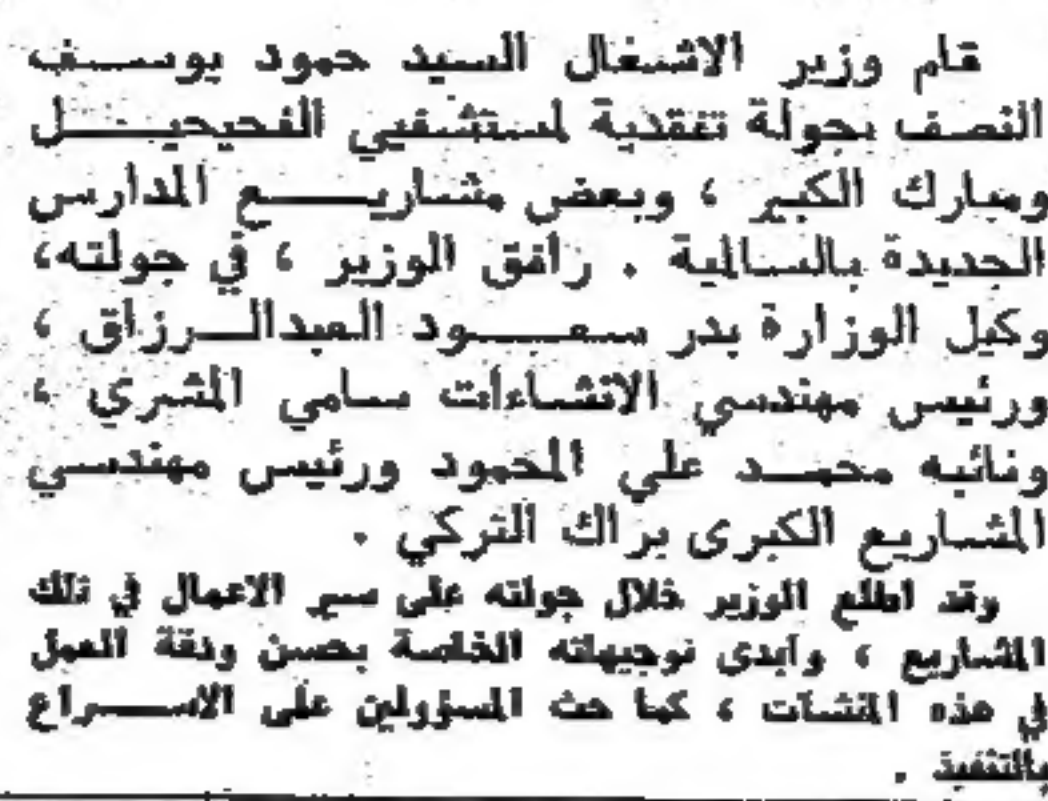 قام وزير الاشغال السيد حمود يوسف
النصف بجولة تفقدية لمستشفيي الفحيحيل
ومبارك الكبير ، وبعض مشاريع المدارس
الجديدة بالسالمية . رافق الوزير ، في جولته،
وكيل الوزارة بدر سعود العبدالرزاق ،
ورئيس مهندسي الانشاءات سامي المشري ،
ونائبه محمد علي المحمود ورئيس مهندسي
المشاريع الكبرى براك التركي .
وقد اطلع الوزير خلال جولته على سير الاعمال في تلك
المشاريع ، وأبدى توجيهاته الخاصة بحسن ودقة العمل
في هذه المنشآت ، كما حث المسؤولين على الاسراع
بالتنفيذ .